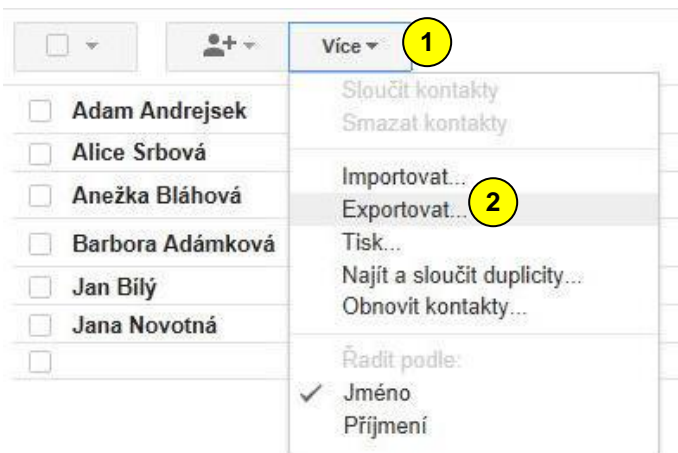 Více
1
Sloučit kontakty
Smazat kontakty
Importovat...
Exportovat...
2
Tisk...
Najít a sloučit duplicity...
Obnovit kontakty...
Řadit podle:
Jméno
Příjmení
Adam Andrejsek
Alice Srbová
Anežka Bláhová
Barbora Adámková
Jan Bílý
Jana Novotná